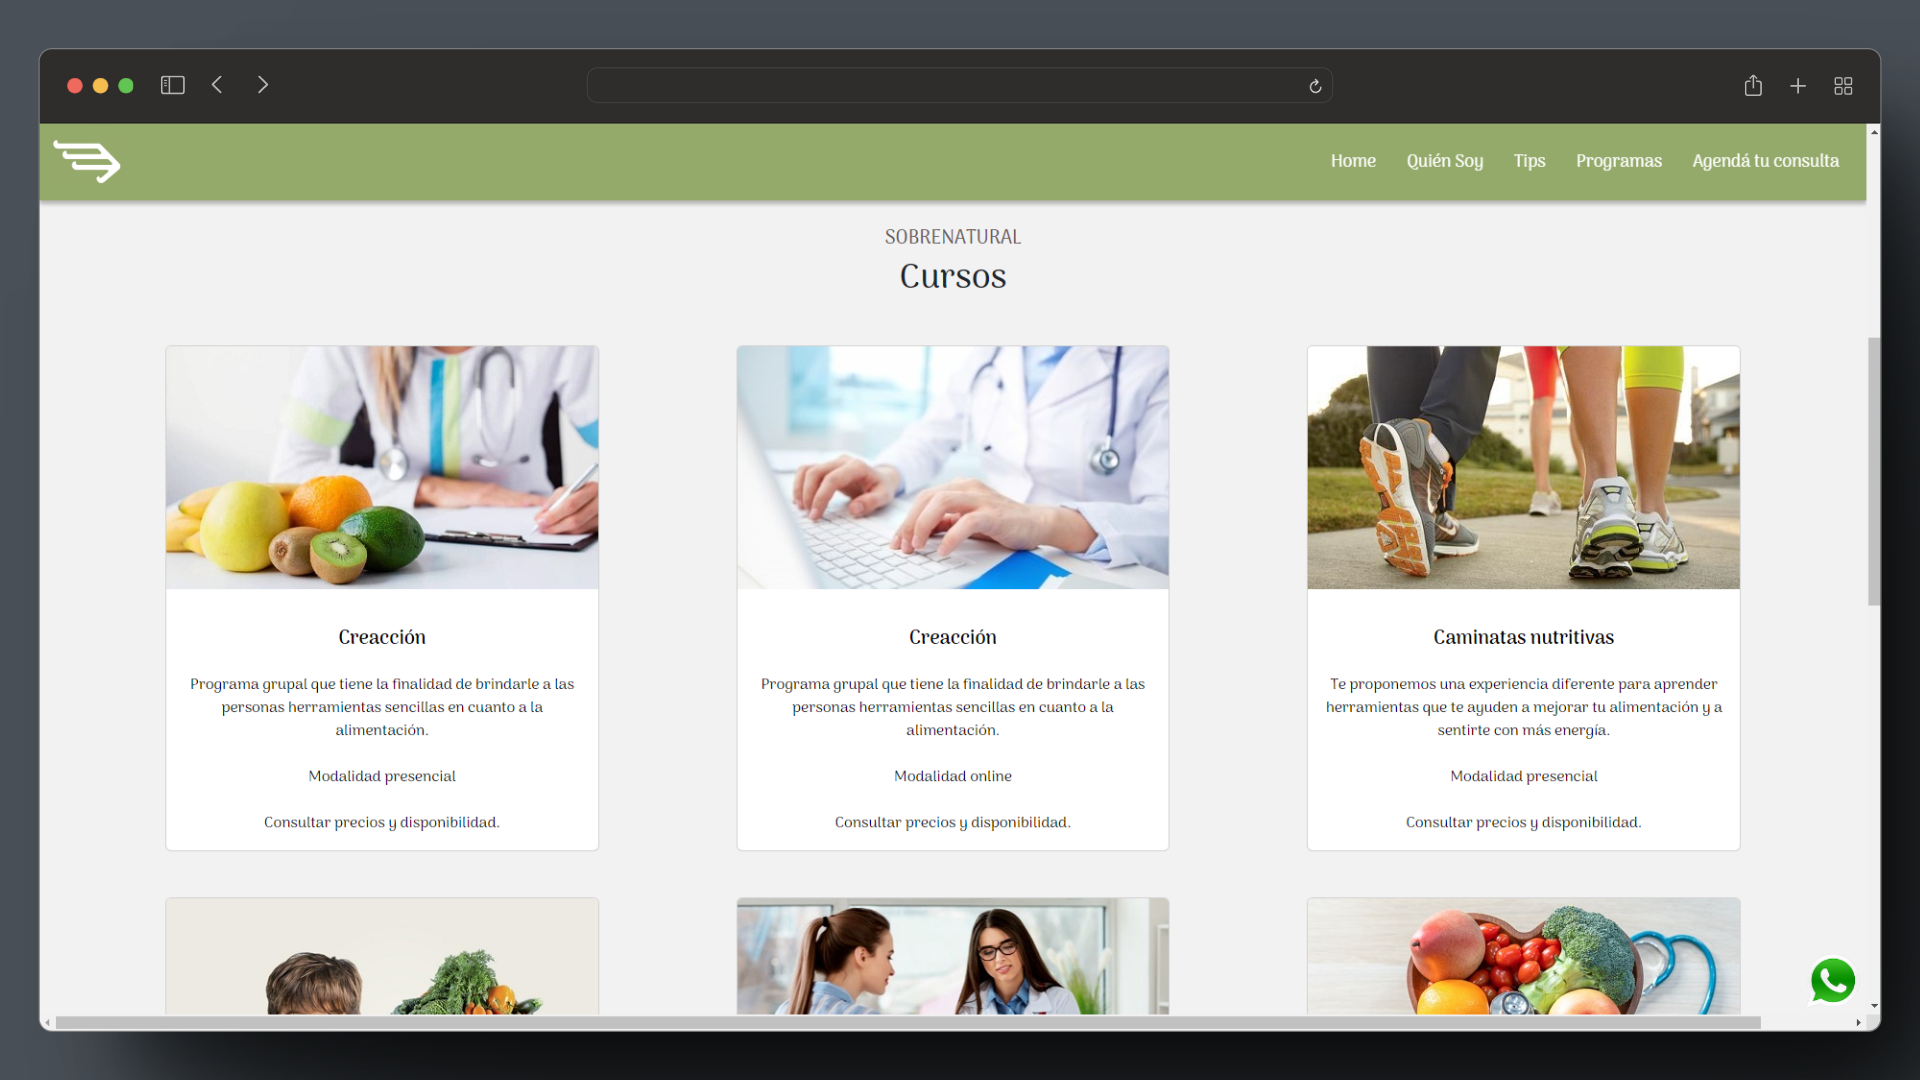 Home Quién Soy Tips Programas Agendá tu consulta
SOBRENATURAL
Cursos
Creacción
Programa grupal que tiene la finalidad de brindarle a las
personas herramientas sencillas en cuanto a la
alimentación.
Modalidad presencial
Consultar precios y disponibilidad.
Creacción
Programa grupal que tiene la finalidad de brindarle a las
personas herramientas sencillas en cuanto a la
alimentación.
Modalidad online
Consultar precios y disponibilidad.
Caminatas nutritivas
Te proponemos una experiencia diferente para aprender
herramientas que te ayuden a mejorar tu alimentación y a
sentirte con más energía.
Modalidad presencial
Consultar precios y disponibilidad.